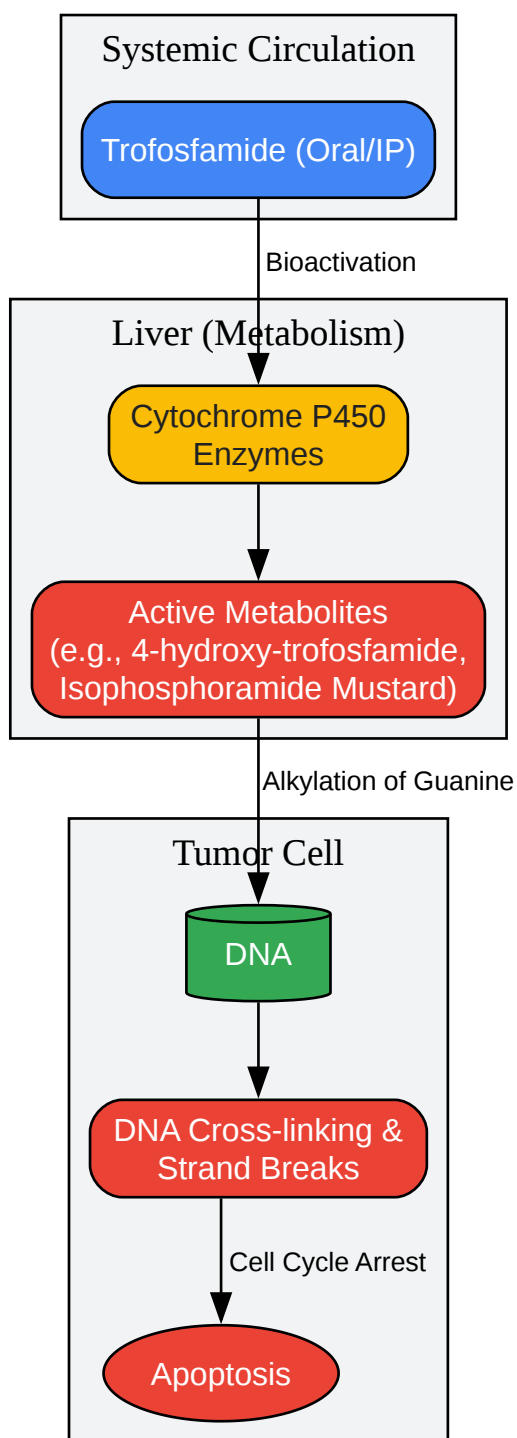 Systemic Circulation
Trofosfamide (Oral/IP)
Bioactivation
Liver (Metabolism)
Cytochrome P450
Enzymes
Active Metabolites
(e.g., 4-hydroxy-trofosfamide,
Isophosphoramide Mustard)
Alkylation of Guanine
Tumor Cell
DNA
DNA Cross-linking &
Strand Breaks
Cell Cycle Arrest
Apoptosis